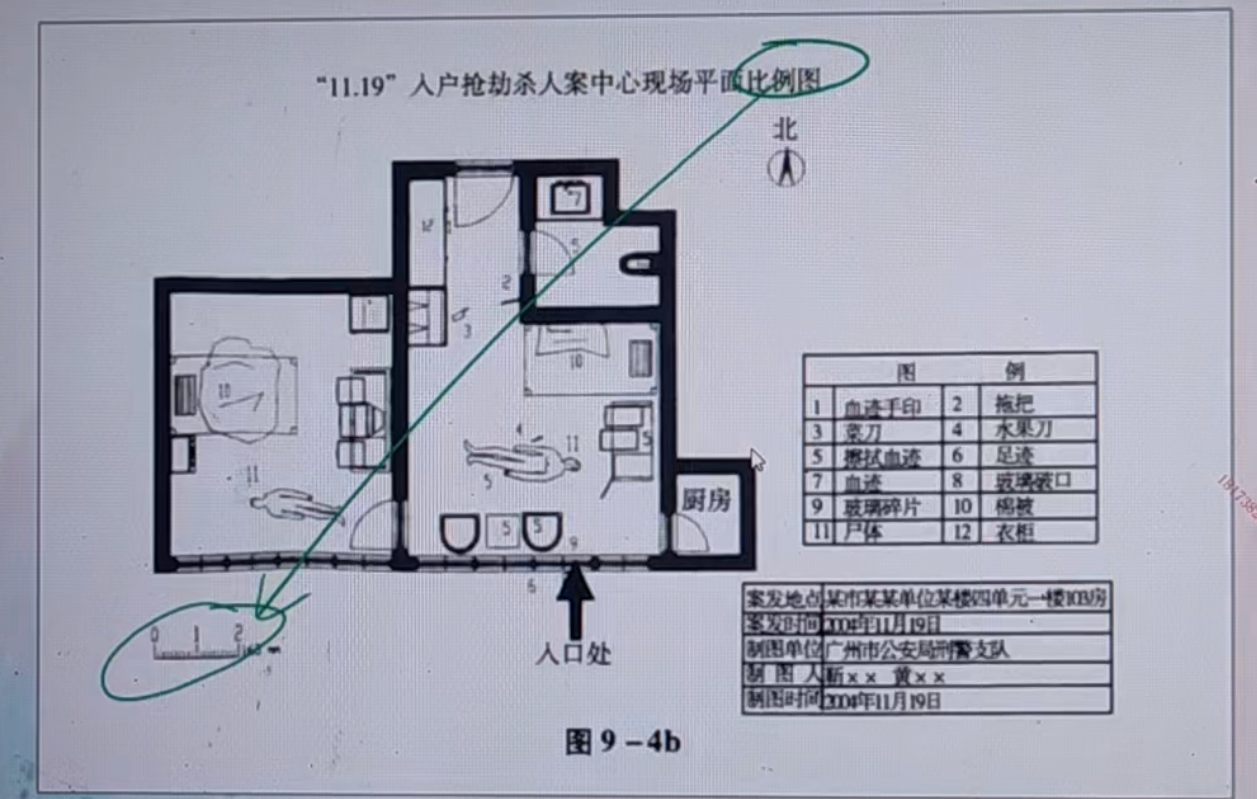 “11.19”入户抢劫杀人案中心现场平面比例图
北
7
12
5
2
3
10
10
4
11
5
11
5
厨房
5
5
9
6
入口处
0 1 2
图 例
1 血迹手印 2 拖把
3 菜刀 4 水果刀
5 擦拭血迹 6 足迹
7 血迹 8 玻璃破口
9 玻璃碎片 10 棉被
11 尸体 12 衣柜
案发地点 某市某某单位某楼四单元一楼103房
案发时间 2004年11月19日
制图单位 广州市公安局刑警支队
制 图 人 靳×× 黄××
制图时间 2004年11月19日
图 9－4b